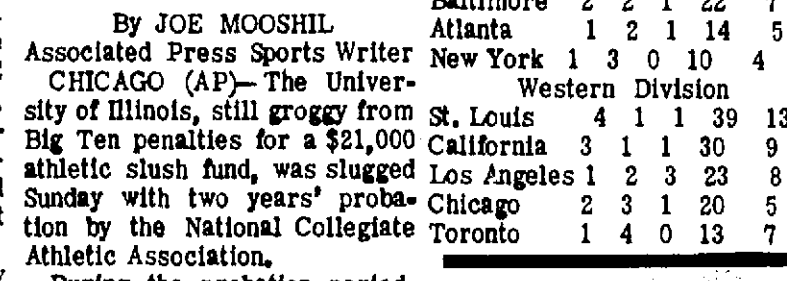 By JOE MOOSHIL
Associated Press Sports Writer
CHICAGO (AP)— The Univer-
sity of Illinois, still groggy from
Big Ten penalties for a $21,000
athletic slush fund, was slugged
Sunday with two years' proba-
tion by the National Collegiate
Athletic Association.
During the probation period,
Baltimore 2 2 1 22 7
Atlanta 1 2 1 14 5
New York 1 3 0 10 4
Western Division
St. Louis 4 1 1 39 13
California 3 1 1 30 9
Los Angeles 1 2 3 23 8
Chicago 2 3 1 20 5
Toronto 1 4 0 13 7